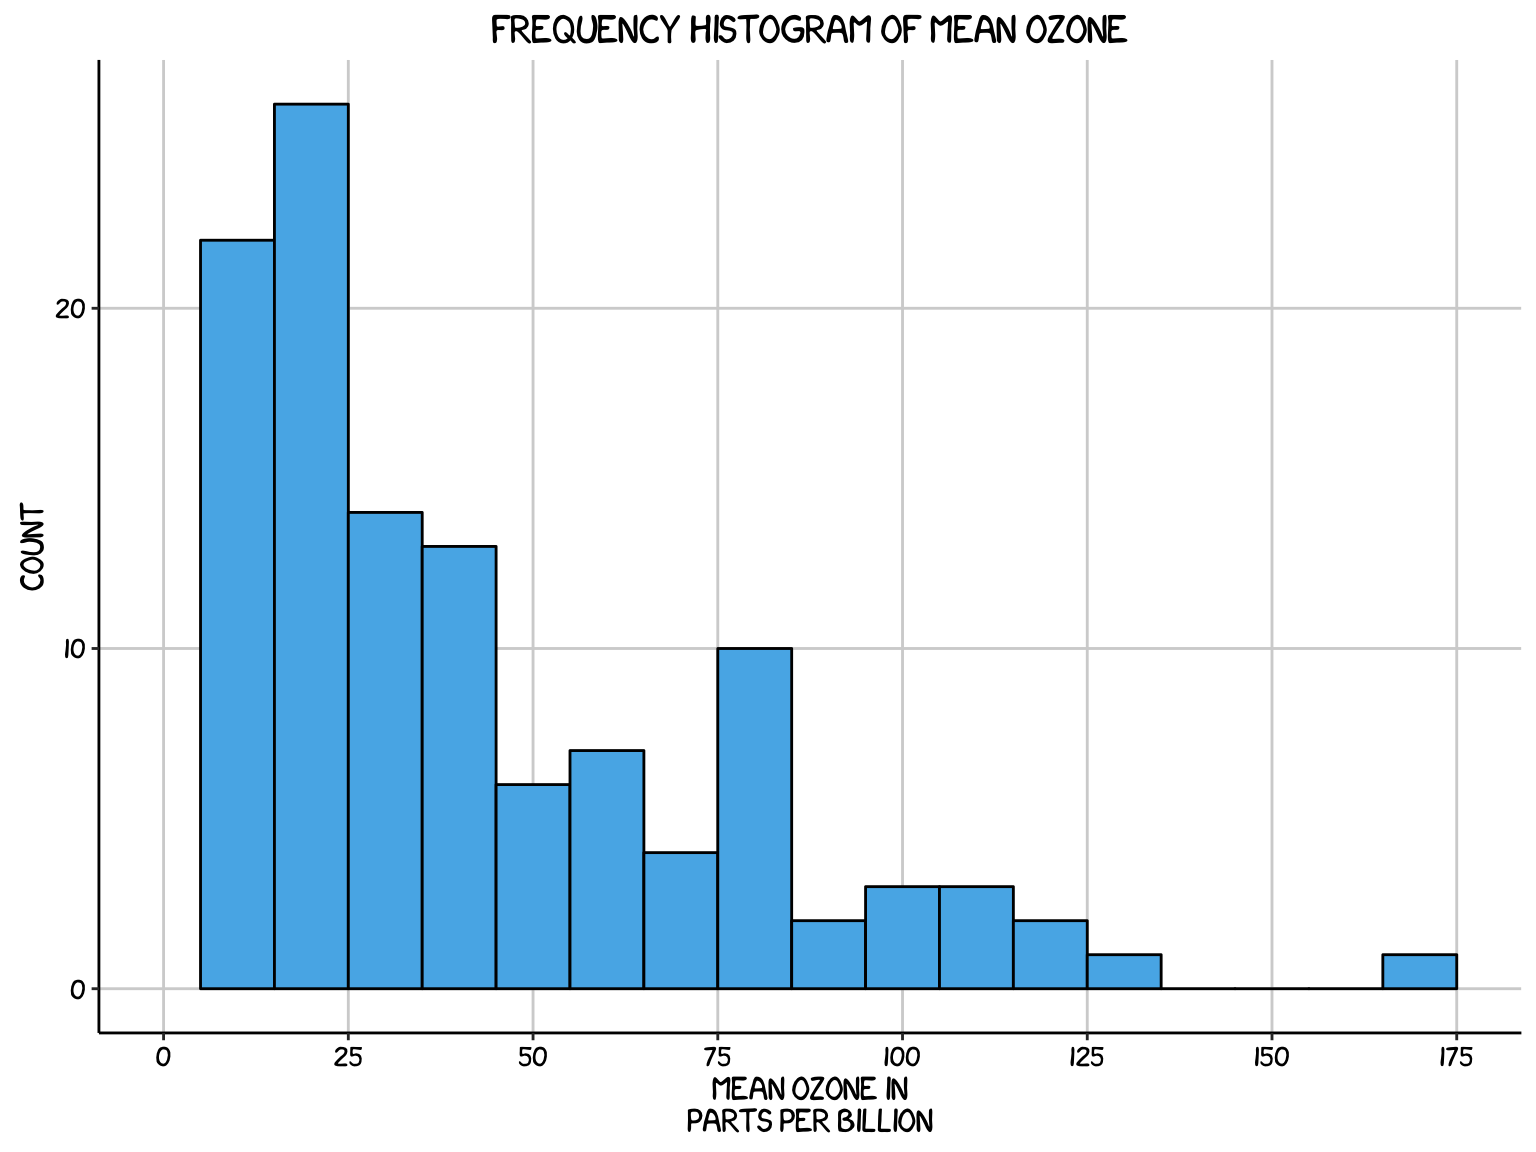 FREQUENCY HISTOGRAM OF MEAN OZONE
COUNT
20
10
0
0 25 50 75 100 125 150 175
MEAN OZONE IN
PARTS PER BILLION